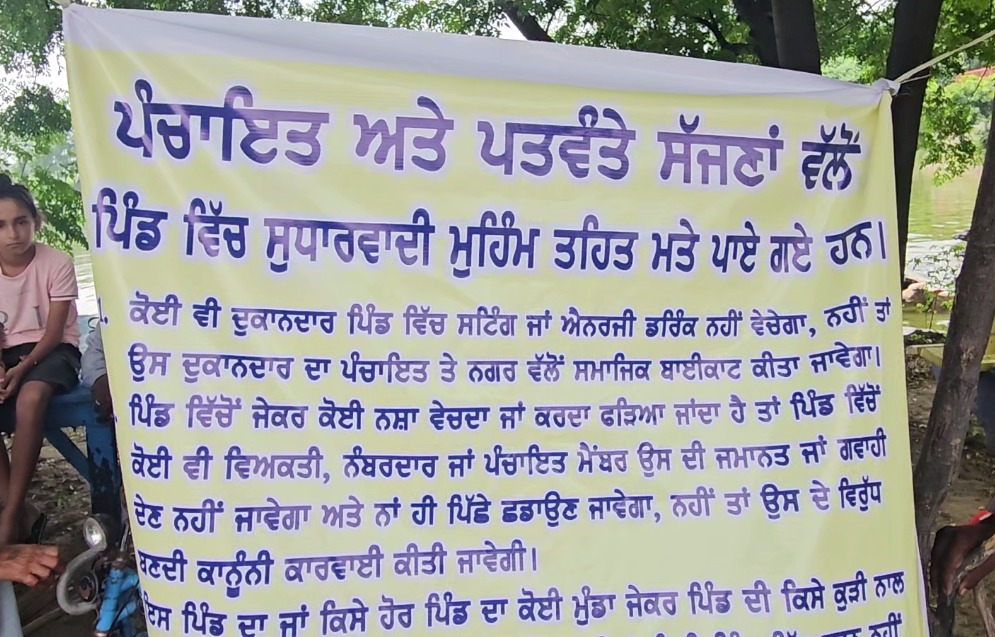 ਪੰਚਾਇਤ ਅਤੇ ਪਤਵੰਤੇ ਸੱਜਣਾਂ ਵੱਲੋਂ
ਪਿੰਡ ਵਿੱਚ ਸੁਧਾਰਵਾਦੀ ਮੁਹਿੰਮ ਤਹਿਤ ਮਤੇ ਪਾਏ ਗਏ ਹਨ।
1. ਕੋਈ ਵੀ ਦੁਕਾਨਦਾਰ ਪਿੰਡ ਵਿੱਚ ਸਟਿੰਗ ਜਾਂ ਐਨਰਜੀ ਡਰਿੰਕ ਨਹੀਂ ਵੇਚੇਗਾ, ਨਹੀਂ ਤਾਂ
ਉਸ ਦੁਕਾਨਦਾਰ ਦਾ ਪੰਚਾਇਤ ਤੇ ਨਗਰ ਵੱਲੋਂ ਸਮਾਜਿਕ ਬਾਈਕਾਟ ਕੀਤਾ ਜਾਵੇਗਾ।
ਪਿੰਡ ਵਿੱਚੋਂ ਜੇਕਰ ਕੋਈ ਨਸ਼ਾ ਵੇਚਦਾ ਜਾਂ ਕਰਦਾ ਫੜਿਆ ਜਾਂਦਾ ਹੈ ਤਾਂ ਪਿੰਡ ਵਿੱਚੋਂ
ਕੋਈ ਵੀ ਵਿਅਕਤੀ, ਨੰਬਰਦਾਰ ਜਾਂ ਪੰਚਾਇਤ ਮੈਂਬਰ ਉਸ ਦੀ ਜਮਾਨਤ ਜਾਂ ਗਵਾਹੀ
ਦੇਣ ਨਹੀਂ ਜਾਵੇਗਾ ਅਤੇ ਨਾਂ ਹੀ ਪਿੱਛੇ ਛਡਾਉਣ ਜਾਵੇਗਾ, ਨਹੀਂ ਤਾਂ ਉਸ ਦੇ ਵਿਰੁੱਧ
ਬਣਦੀ ਕਾਨੂੰਨੀ ਕਾਰਵਾਈ ਕੀਤੀ ਜਾਵੇਗੀ।
ਇਸ ਪਿੰਡ ਦਾ ਜਾਂ ਕਿਸੇ ਹੋਰ ਪਿੰਡ ਦਾ ਕੋਈ ਮੁੰਡਾ ਜੇਕਰ ਪਿੰਡ ਦੀ ਕਿਸੇ ਕੁੜੀ ਨਾਲ
ਨਹੀਂ